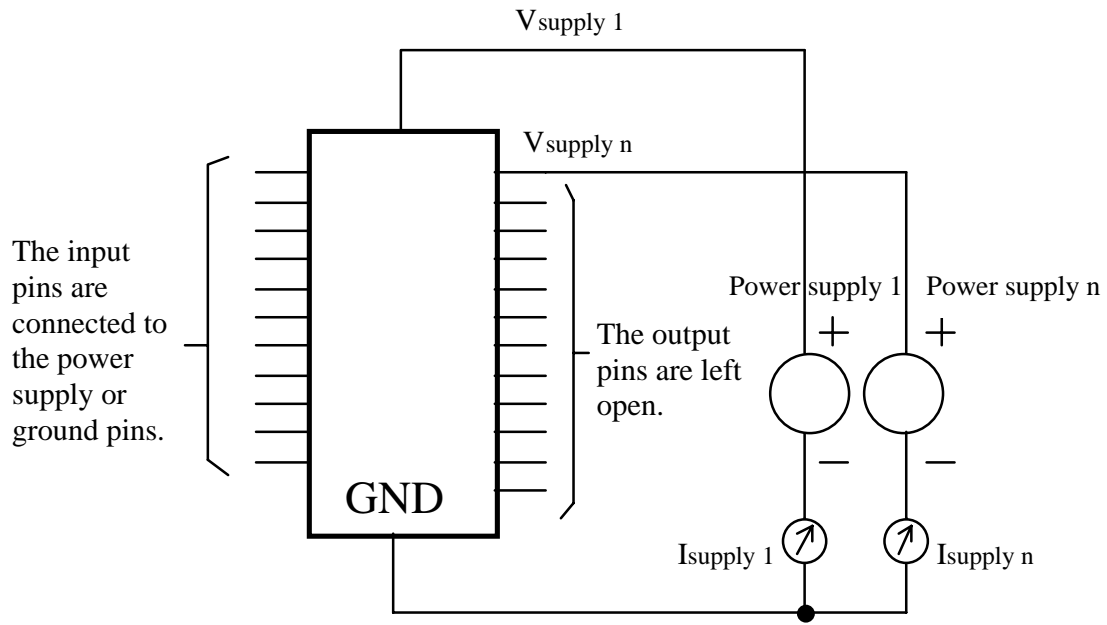 Vsupply 1
Vsupply n
The input
pins are
connected to
the power
supply or
ground pins.
Power supply 1
Power supply n
+
+
The output
pins are left
open.
−
−
GND
Isupply 1
Isupply n